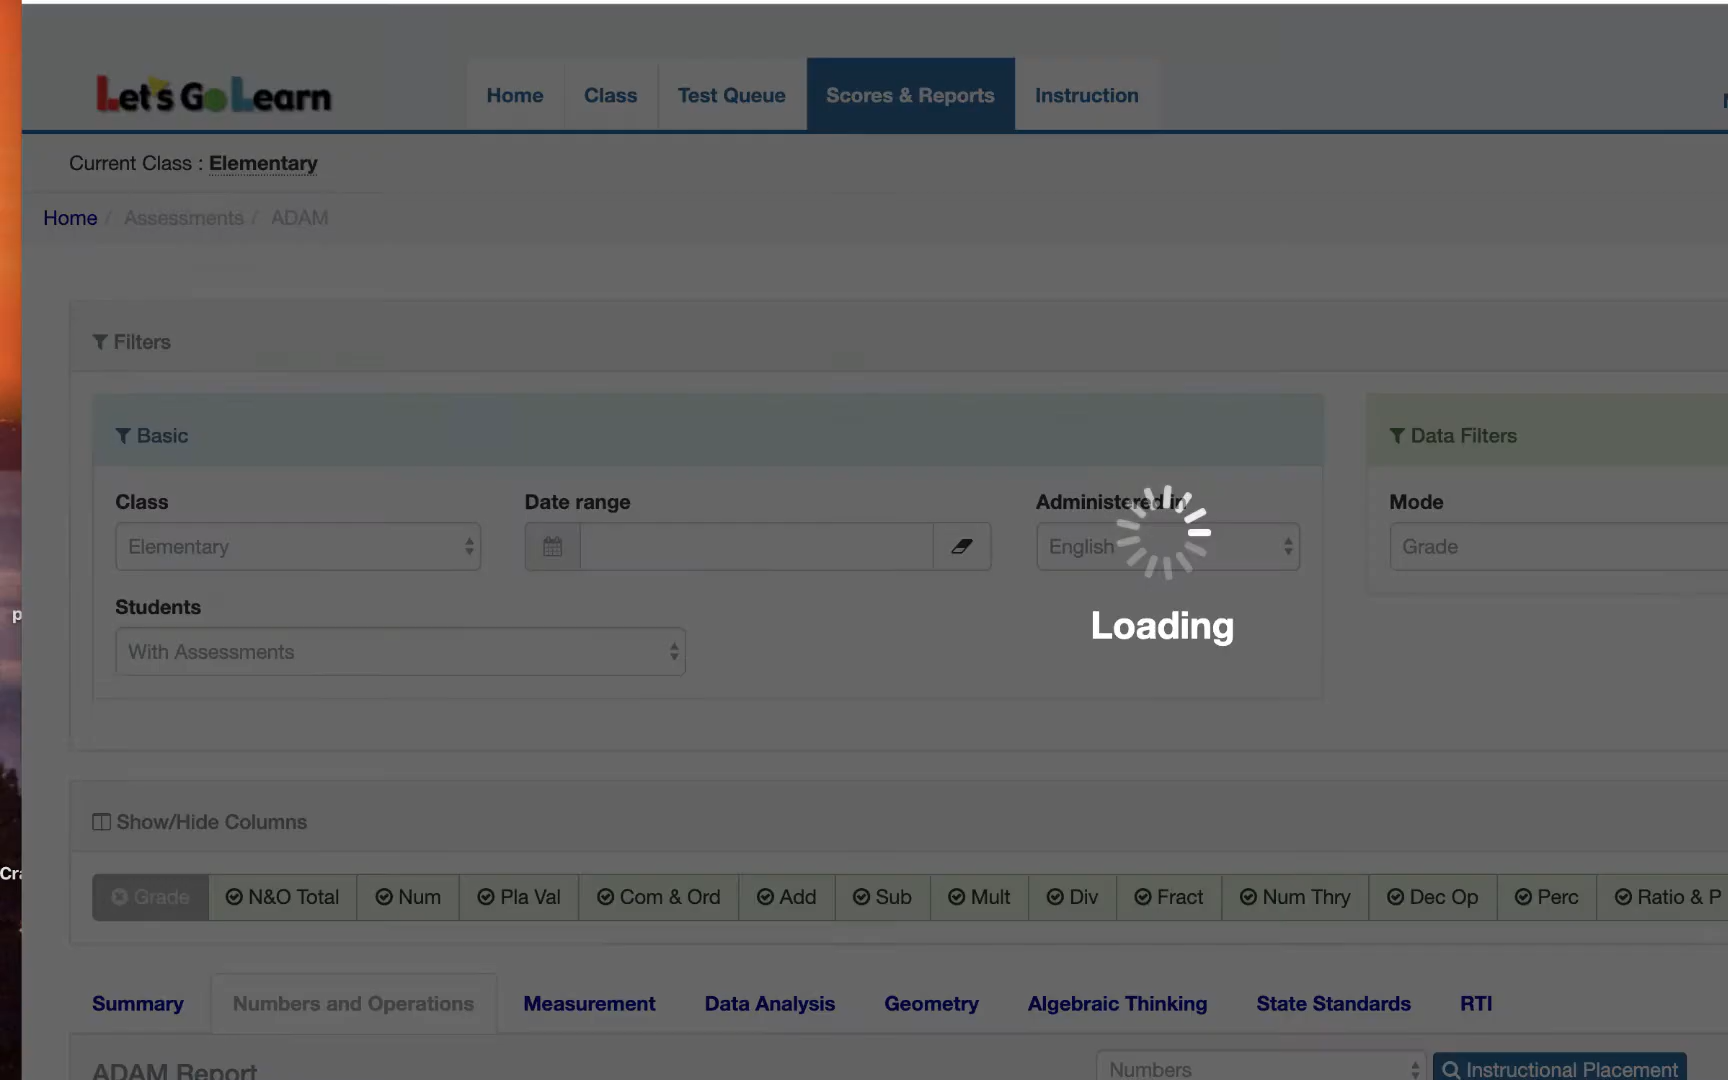 Let's Go Learn
Home Class Test Queue Scores & Reports Instruction
Current Class : Elementary
Home / Assessments / ADAM
Filters
Basic
Data Filters
Class
Date range
Administered in
Mode
Elementary
English
Grade
Students
With Assessments
Loading
Show/Hide Columns
Grade N&O Total Num Pla Val Com & Ord Add Sub Mult Div Fract Num Thry Dec Op Perc Ratio & P
Summary Numbers and Operations Measurement Data Analysis Geometry Algebraic Thinking State Standards RTI
ADAM Report
Numbers
Instructional Placement